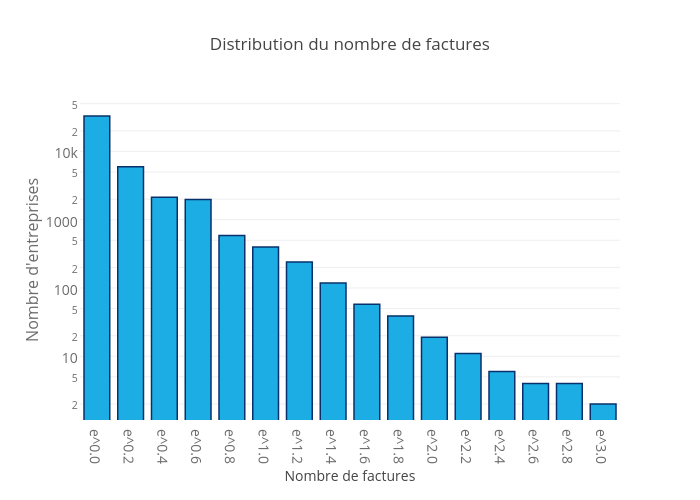 Distribution du nombre de factures
Nombre d'entreprises
5
2
10k
5
2
1000
5
2
100
5
2
10
5
2
e^0.0
e^0.2
e^0.4
e^0.6
e^0.8
e^1.0
e^1.2
e^1.4
e^1.6
e^1.8
e^2.0
e^2.2
e^2.4
e^2.6
e^2.8
e^3.0
Nombre de factures